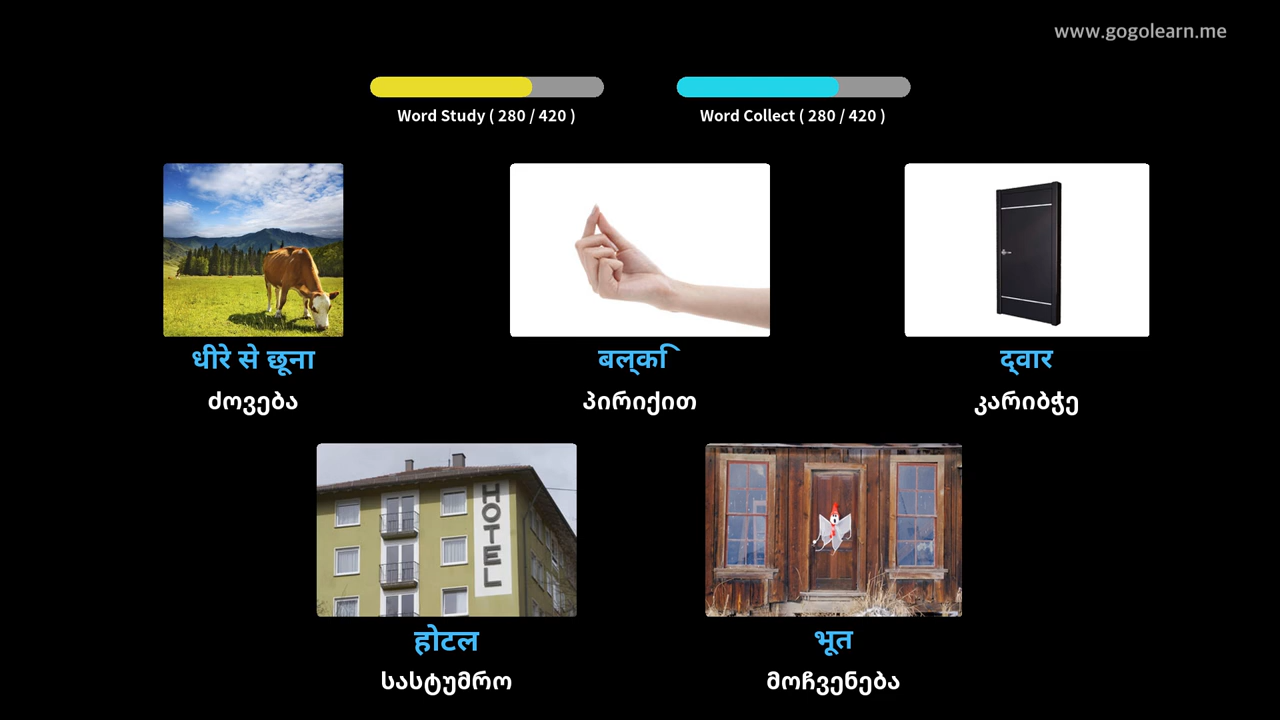 www.gogolearn.me
Word Study ( 280 / 420 )
Word Collect ( 280 / 420 )
धीरे से छूना
ძოვება
बल्कि
პირიქით
द्वार
კარიბჭე
HOTEL
होटल
სასტუმრო
भूत
მოჩვენება